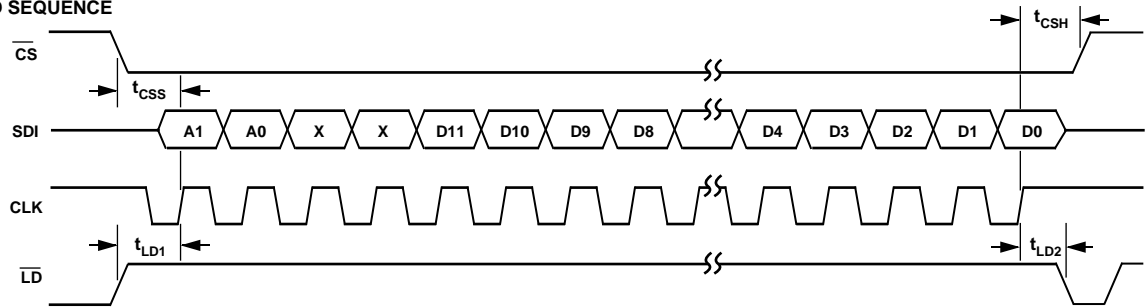 SEQUENCE
tCSH
CS
tCSS
SDI A1 A0 X X D11 D10 D9 D8 D4 D3 D2 D1 D0
CLK
tLD1 tLD2
LD